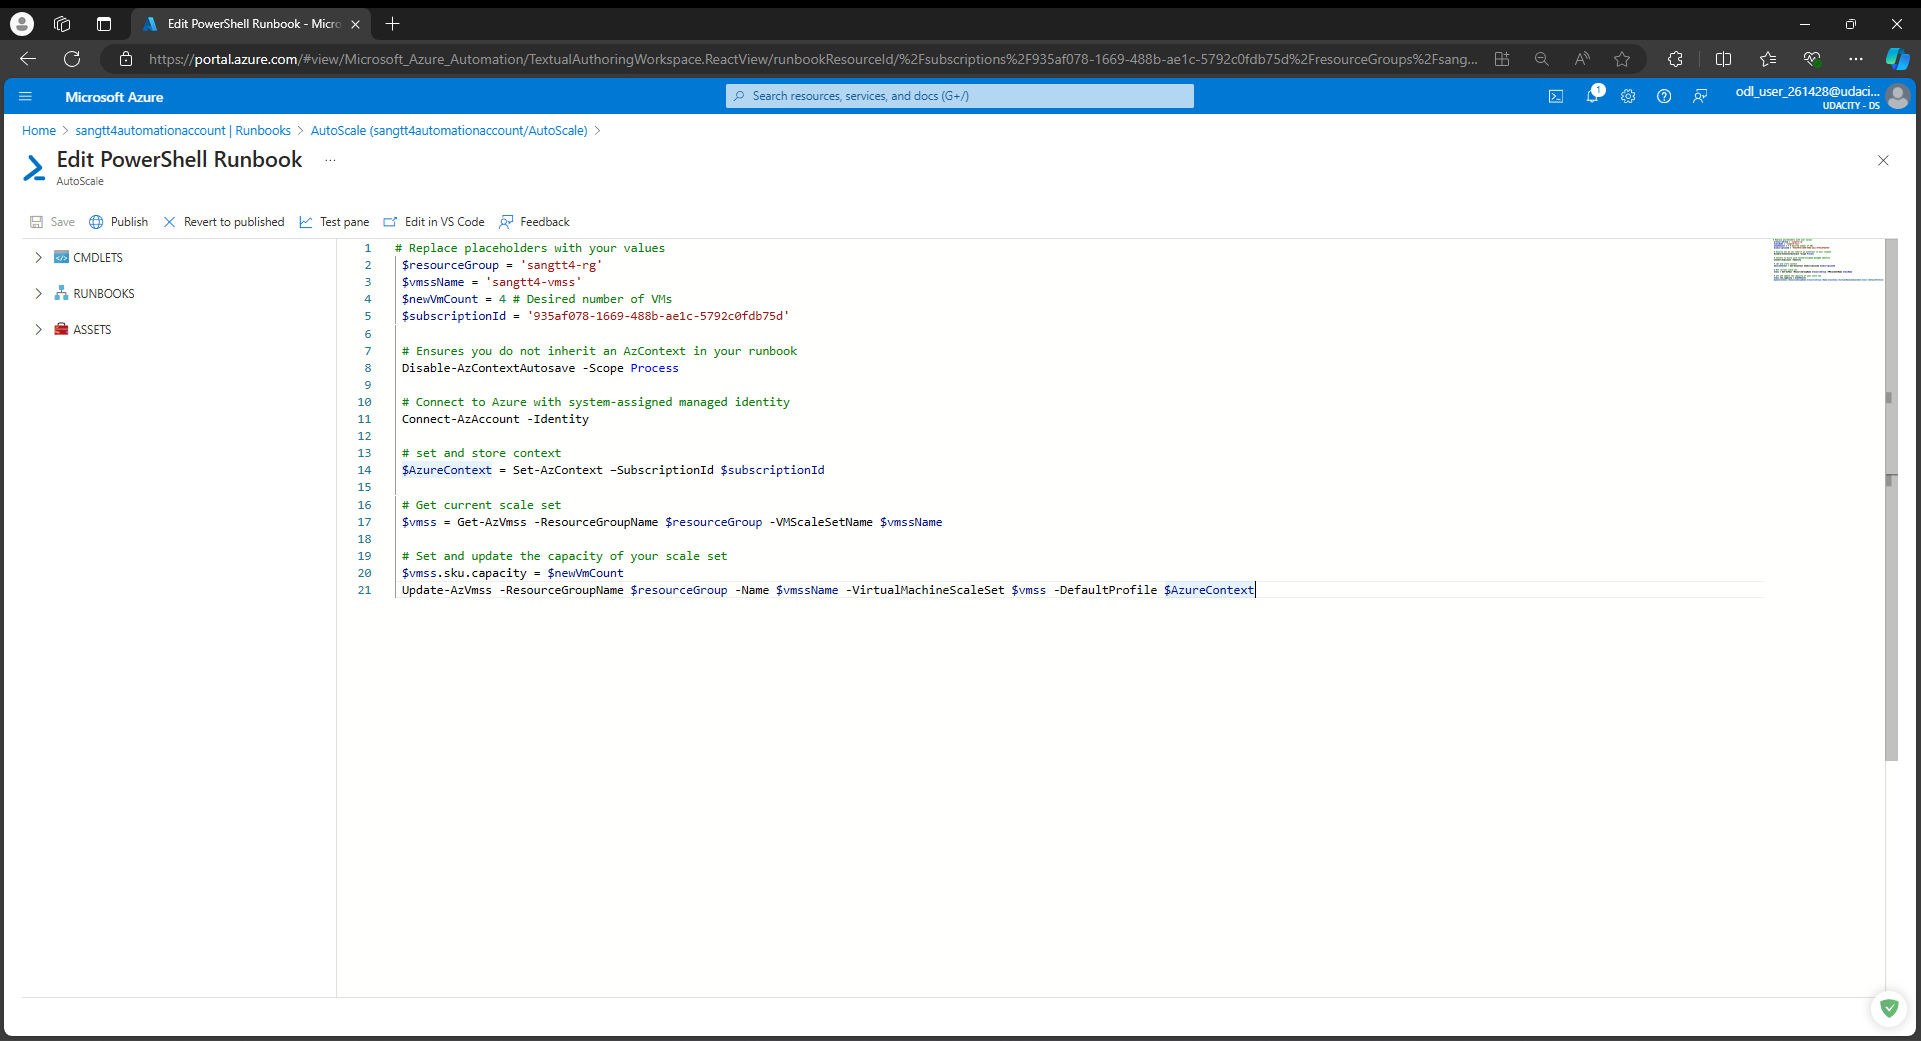 Edit PowerShell Runbook - Micro
https://portal.azure.com/#view/Microsoft_Azure_Automation/TextualAuthoringWorkspace.ReactView/runbookResourceId/%2Fsubscriptions%2F935af078-1669-488b-ae1c-5792c0fdb75d%2FresourceGroups%2Fsang...
Microsoft Azure
Search resources, services, and docs (G+/)
1
odl_user_261428@udaci...
UDACITY - DS
Home > sangtt4automationaccount | Runbooks > AutoScale (sangtt4automationaccount/AutoScale) >
Edit PowerShell Runbook ...
AutoScale
Save Publish Revert to published Test pane Edit in VS Code Feedback
CMDLETS
RUNBOOKS
ASSETS
1 # Replace placeholders with your values
2 $resourceGroup = 'sangtt4-rg'
3 $vmssName = 'sangtt4-vmss'
4 $newVmCount = 4 # Desired number of VMs
5 $subscriptionId = '935af078-1669-488b-ae1c-5792c0fdb75d'
6
7 # Ensures you do not inherit an AzContext in your runbook
8 Disable-AzContextAutosave -Scope Process
9
10 # Connect to Azure with system-assigned managed identity
11 Connect-AzAccount -Identity
12
13 # set and store context
14 $AzureContext = Set-AzContext –SubscriptionId $subscriptionId
15
16 # Get current scale set
17 $vmss = Get-AzVmss -ResourceGroupName $resourceGroup -VMScaleSetName $vmssName
18
19 # Set and update the capacity of your scale set
20 $vmss.sku.capacity = $newVmCount
21 Update-AzVmss -ResourceGroupName $resourceGroup -Name $vmssName -VirtualMachineScaleSet $vmss -DefaultProfile $AzureContext